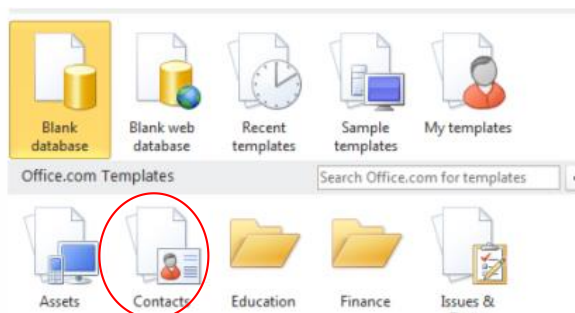 Blank database
Blank web database
Recent templates
Sample templates
My templates
Office.com Templates
Search Office.com for templates
Assets
Contacts
Education
Finance
Issues &